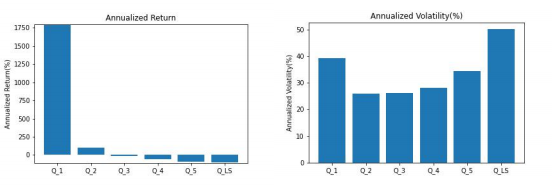 Annualized Return
Annualized Return(%)
1750
1500
1250
1000
750
500
250
0
Q_1 Q_2 Q_3 Q_4 Q_5 Q_LS
Annualized Volatility(%)
Annualized Volatility(%)
50
40
30
20
10
0
Q_1 Q_2 Q_3 Q_4 Q_5 Q_LS